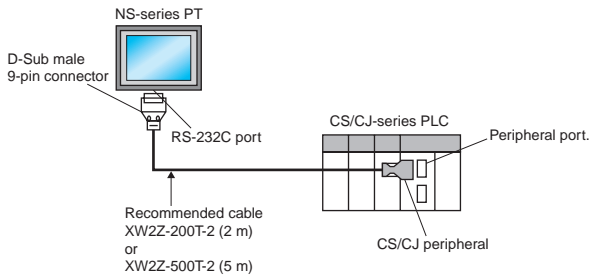 NS-series PT
D-Sub male
9-pin connector
RS-232C port
CS/CJ-series PLC
Peripheral port.
Recommended cable
XW2Z-200T-2 (2 m)
or
XW2Z-500T-2 (5 m)
CS/CJ peripheral